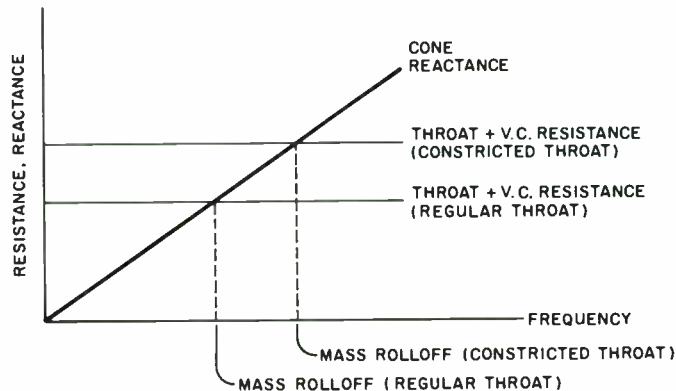 CONE
REACTANCE
RESISTANCE, REACTANCE
THROAT + V.C. RESISTANCE
(CONSTRICTED THROAT)
THROAT + V.C. RESISTANCE
(REGULAR THROAT)
FREQUENCY
MASS ROLLOFF (CONSTRICTED THROAT)
MASS ROLLOFF (REGULAR THROAT)